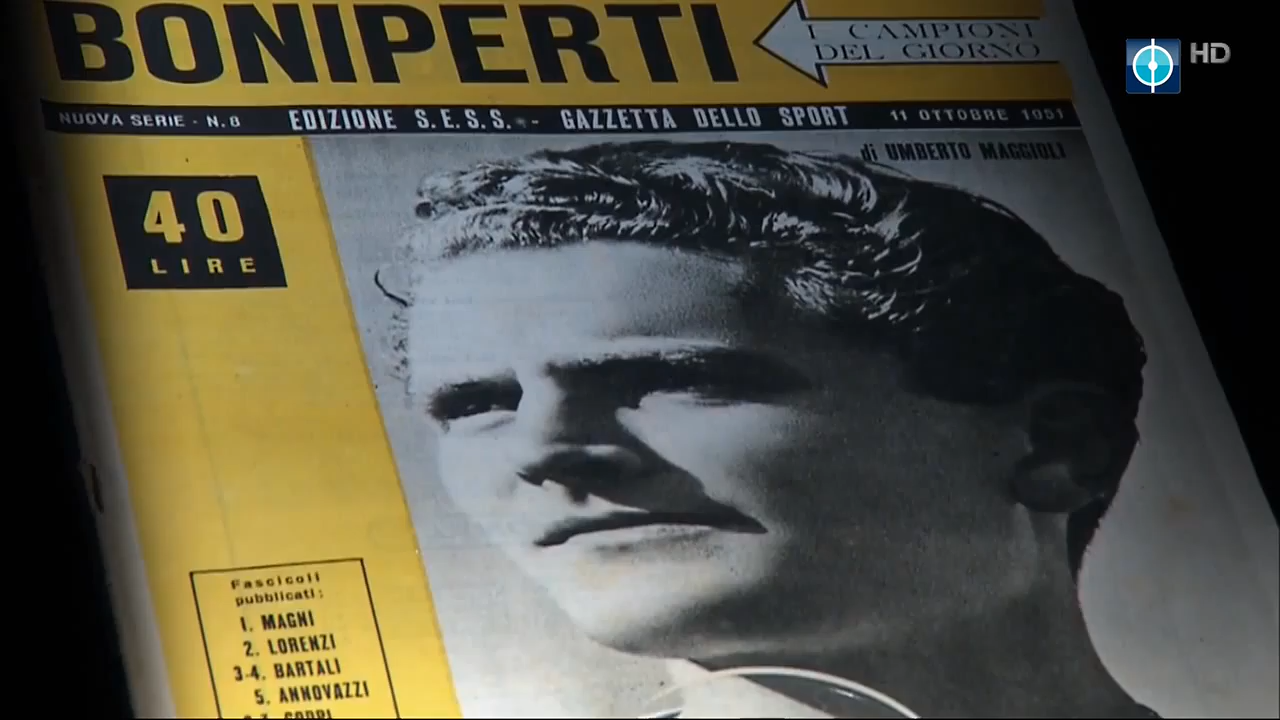 BONIPERTI
I CAMPIONI
DEL GIORNO
HD
NUOVA SERIE - N. 8
EDIZIONE S.E.S.S. - GAZZETTA DELLO SPORT
11 OTTOBRE 1951
di UMBERTO MAGGIOLI
40
LIRE
Fascicoli
pubblicati:
1. MAGNI
2. LORENZI
3-4. BARTALI
5. ANNOVAZZI